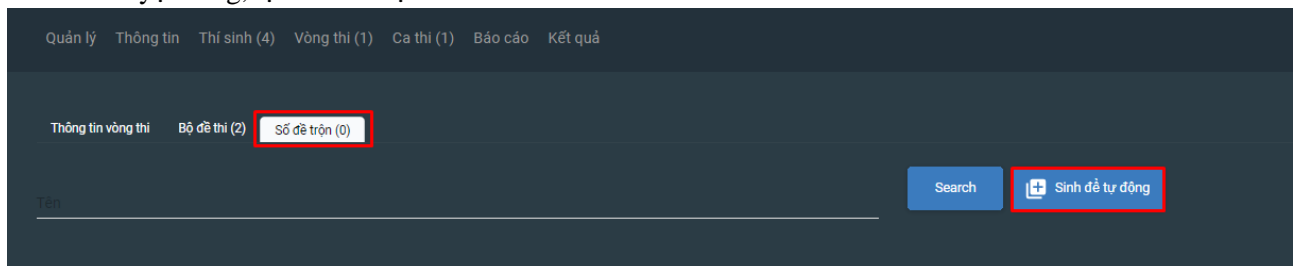 Quản lý Thông tin Thí sinh (4) Vòng thi (1) Ca thi (1) Báo cáo Kết quả
Thông tin vòng thi Bộ đề thi (2) Số đề trộn (0)
Search Sinh đề tự động
Tên